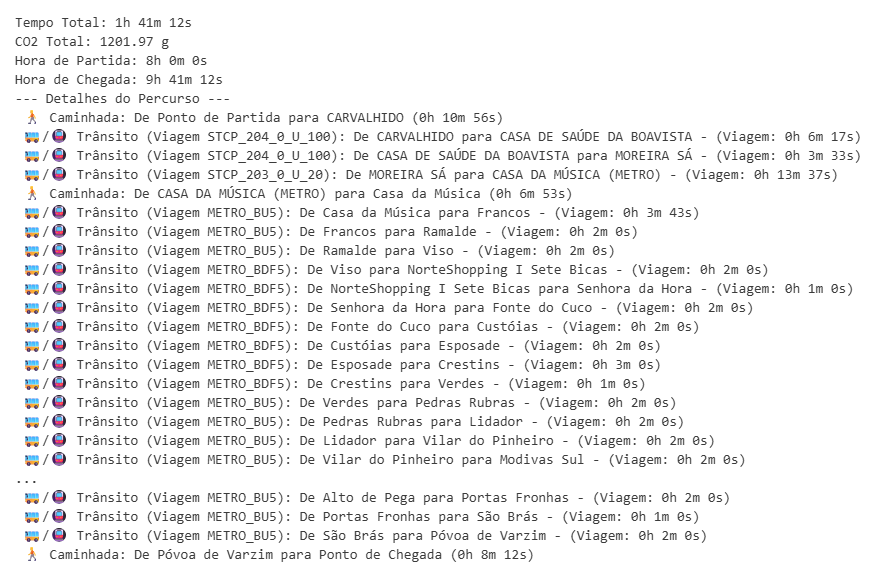 Tempo Total: 1h 41m 12s
CO2 Total: 1201.97 g
Hora de Partida: 8h 0m 0s
Hora de Chegada: 9h 41m 12s
--- Detalhes do Percurso ---
🚶 Caminhada: De Ponto de Partida para CARVALHIDO (0h 10m 56s)
🚌/🚇 Trânsito (Viagem STCP_204_0_U_100): De CARVALHIDO para CASA DE SAÚDE DA BOAVISTA - (Viagem: 0h 6m 17s)
🚌/🚇 Trânsito (Viagem STCP_204_0_U_100): De CASA DE SAÚDE DA BOAVISTA para MOREIRA SÁ - (Viagem: 0h 3m 33s)
🚌/🚇 Trânsito (Viagem STCP_203_0_U_20): De MOREIRA SÁ para CASA DA MÚSICA (METRO) - (Viagem: 0h 13m 37s)
🚶 Caminhada: De CASA DA MÚSICA (METRO) para Casa da Música (0h 6m 53s)
🚌/🚇 Trânsito (Viagem METRO_BU5): De Casa da Música para Francos - (Viagem: 0h 3m 43s)
🚌/🚇 Trânsito (Viagem METRO_BU5): De Francos para Ramalde - (Viagem: 0h 2m 0s)
🚌/🚇 Trânsito (Viagem METRO_BU5): De Ramalde para Viso - (Viagem: 0h 2m 0s)
🚌/🚇 Trânsito (Viagem METRO_BDF5): De Viso para NorteShopping I Sete Bicas - (Viagem: 0h 2m 0s)
🚌/🚇 Trânsito (Viagem METRO_BDF5): De NorteShopping I Sete Bicas para Senhora da Hora - (Viagem: 0h 1m 0s)
🚌/🚇 Trânsito (Viagem METRO_BDF5): De Senhora da Hora para Fonte do Cuco - (Viagem: 0h 2m 0s)
🚌/🚇 Trânsito (Viagem METRO_BDF5): De Fonte do Cuco para Custóias - (Viagem: 0h 2m 0s)
🚌/🚇 Trânsito (Viagem METRO_BDF5): De Custóias para Esposade - (Viagem: 0h 2m 0s)
🚌/🚇 Trânsito (Viagem METRO_BDF5): De Esposade para Crestins - (Viagem: 0h 3m 0s)
🚌/🚇 Trânsito (Viagem METRO_BDF5): De Crestins para Verdes - (Viagem: 0h 1m 0s)
🚌/🚇 Trânsito (Viagem METRO_BU5): De Verdes para Pedras Rubras - (Viagem: 0h 2m 0s)
🚌/🚇 Trânsito (Viagem METRO_BU5): De Pedras Rubras para Lidador - (Viagem: 0h 2m 0s)
🚌/🚇 Trânsito (Viagem METRO_BU5): De Lidador para Vilar do Pinheiro - (Viagem: 0h 2m 0s)
🚌/🚇 Trânsito (Viagem METRO_BU5): De Vilar do Pinheiro para Modivas Sul - (Viagem: 0h 2m 0s)
...
🚌/🚇 Trânsito (Viagem METRO_BU5): De Alto de Pega para Portas Fronhas - (Viagem: 0h 2m 0s)
🚌/🚇 Trânsito (Viagem METRO_BU5): De Portas Fronhas para São Brás - (Viagem: 0h 1m 0s)
🚌/🚇 Trânsito (Viagem METRO_BU5): De São Brás para Póvoa de Varzim - (Viagem: 0h 2m 0s)
🚶 Caminhada: De Póvoa de Varzim para Ponto de Chegada (0h 8m 12s)